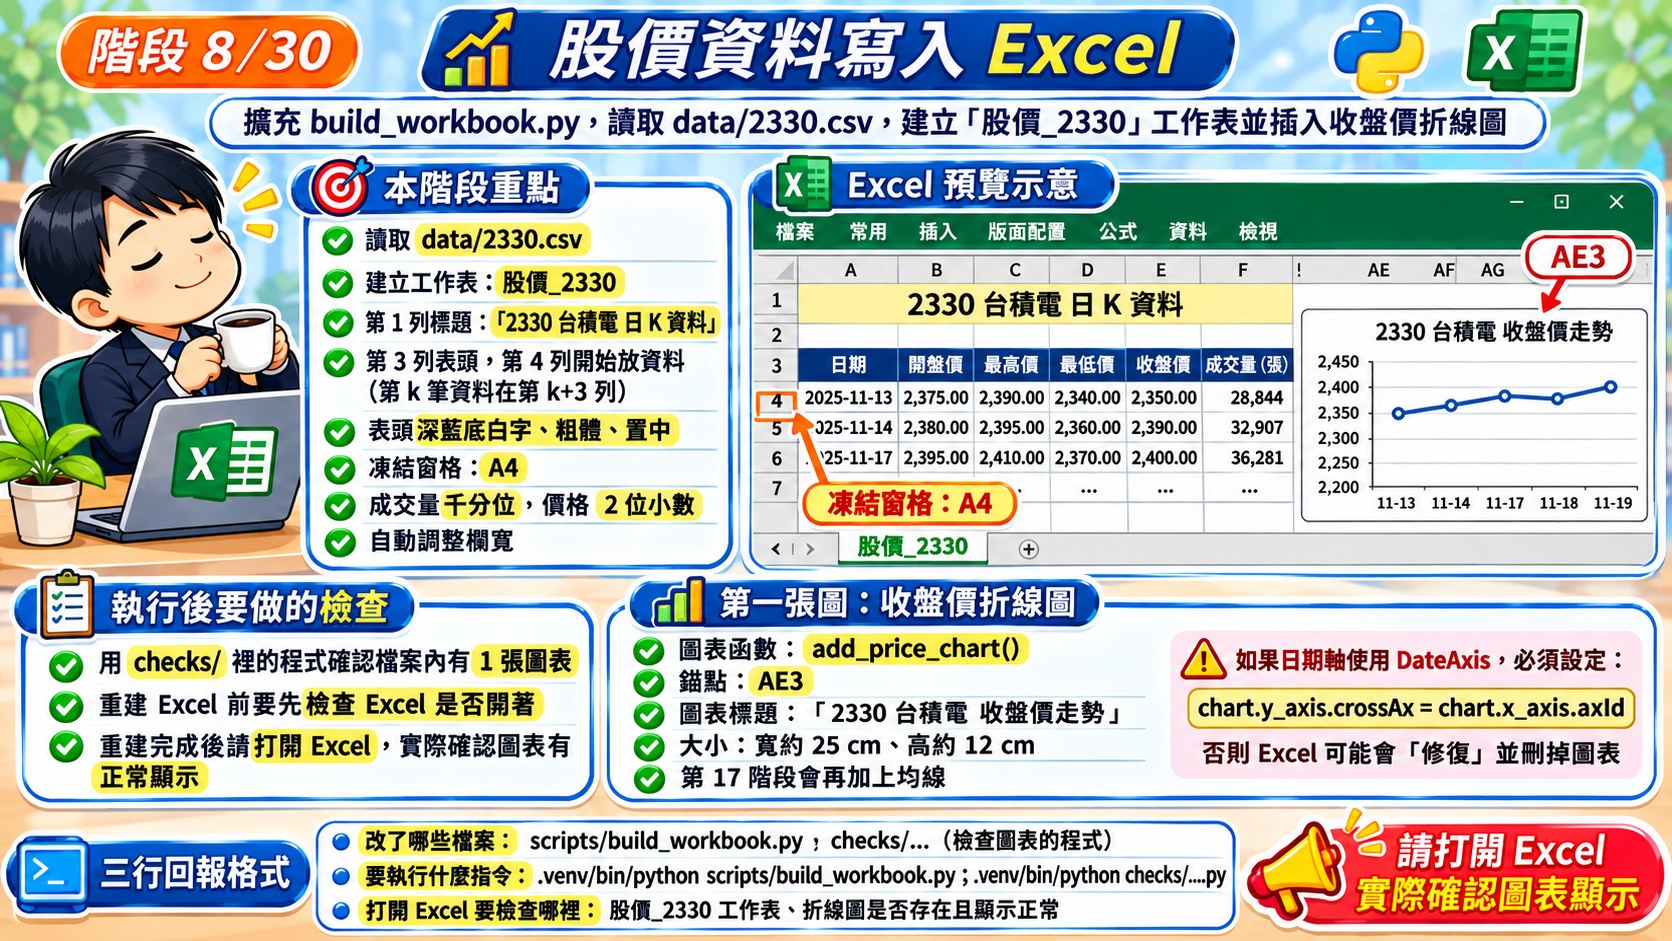 階段 8/30
股價資料寫入 Excel
X
擴充 build_workbook.py，讀取 data/2330.csv，建立「股價_2330」工作表並插入收盤價折線圖
本階段重點
讀取 data/2330.csv
建立工作表：股價_2330
第 1 列標題：「2330 台積電 日 K 資料」
第 3 列表頭，第 4 列開始放資料
（第 k 筆資料在第 k+3 列）
表頭深藍底白字、粗體、置中
凍結窗格：A4
成交量千分位，價格 2 位小數
自動調整欄寬
X
X
Excel 預覽示意
檔案 常用 插入 版面配置 公式 資料 檢視
A B C D E F ! AE AF AG
AE3
1 2330 台積電 日 K 資料
2
3 日期 開盤價 最高價 最低價 收盤價 成交量 (張)
4 2025-11-13 2,375.00 2,390.00 2,340.00 2,350.00 28,844
5 025-11-14 2,380.00 2,395.00 2,360.00 2,390.00 32,907
6 025-11-17 2,395.00 2,410.00 2,370.00 2,400.00 36,281
7 . ... ... ...
凍結窗格：A4
股價_2330
2330 台積電 收盤價走勢
2,450
2,400
2,350
2,300
2,250
2,200
11-13 11-14 11-17 11-18 11-19
執行後要做的檢查
用 checks/ 裡的程式確認檔案內有 1 張圖表
重建 Excel 前要先檢查 Excel 是否開著
重建完成後請打開 Excel，實際確認圖表有
正常顯示
第一張圖：收盤價折線圖
圖表函數： add_price_chart()
錨點：AE3
圖表標題：「2330 台積電 收盤價走勢」
大小：寬約 25 cm、高約 12 cm
第 17 階段會再加上均線
如果日期軸使用 DateAxis，必須設定：
chart.y_axis.crossAx = chart.x_axis.axId
否則 Excel 可能會「修復」並刪掉圖表
三行回報格式
改了哪些檔案： scripts/build_workbook.py ; checks/...（檢查圖表的程式）
要執行什麼指令：.venv/bin/python scripts/build_workbook.py ; .venv/bin/python checks/....py
打開 Excel 要檢查哪裡： 股價_2330 工作表、折線圖是否存在且顯示正常
請打開 Excel
實際確認圖表顯示